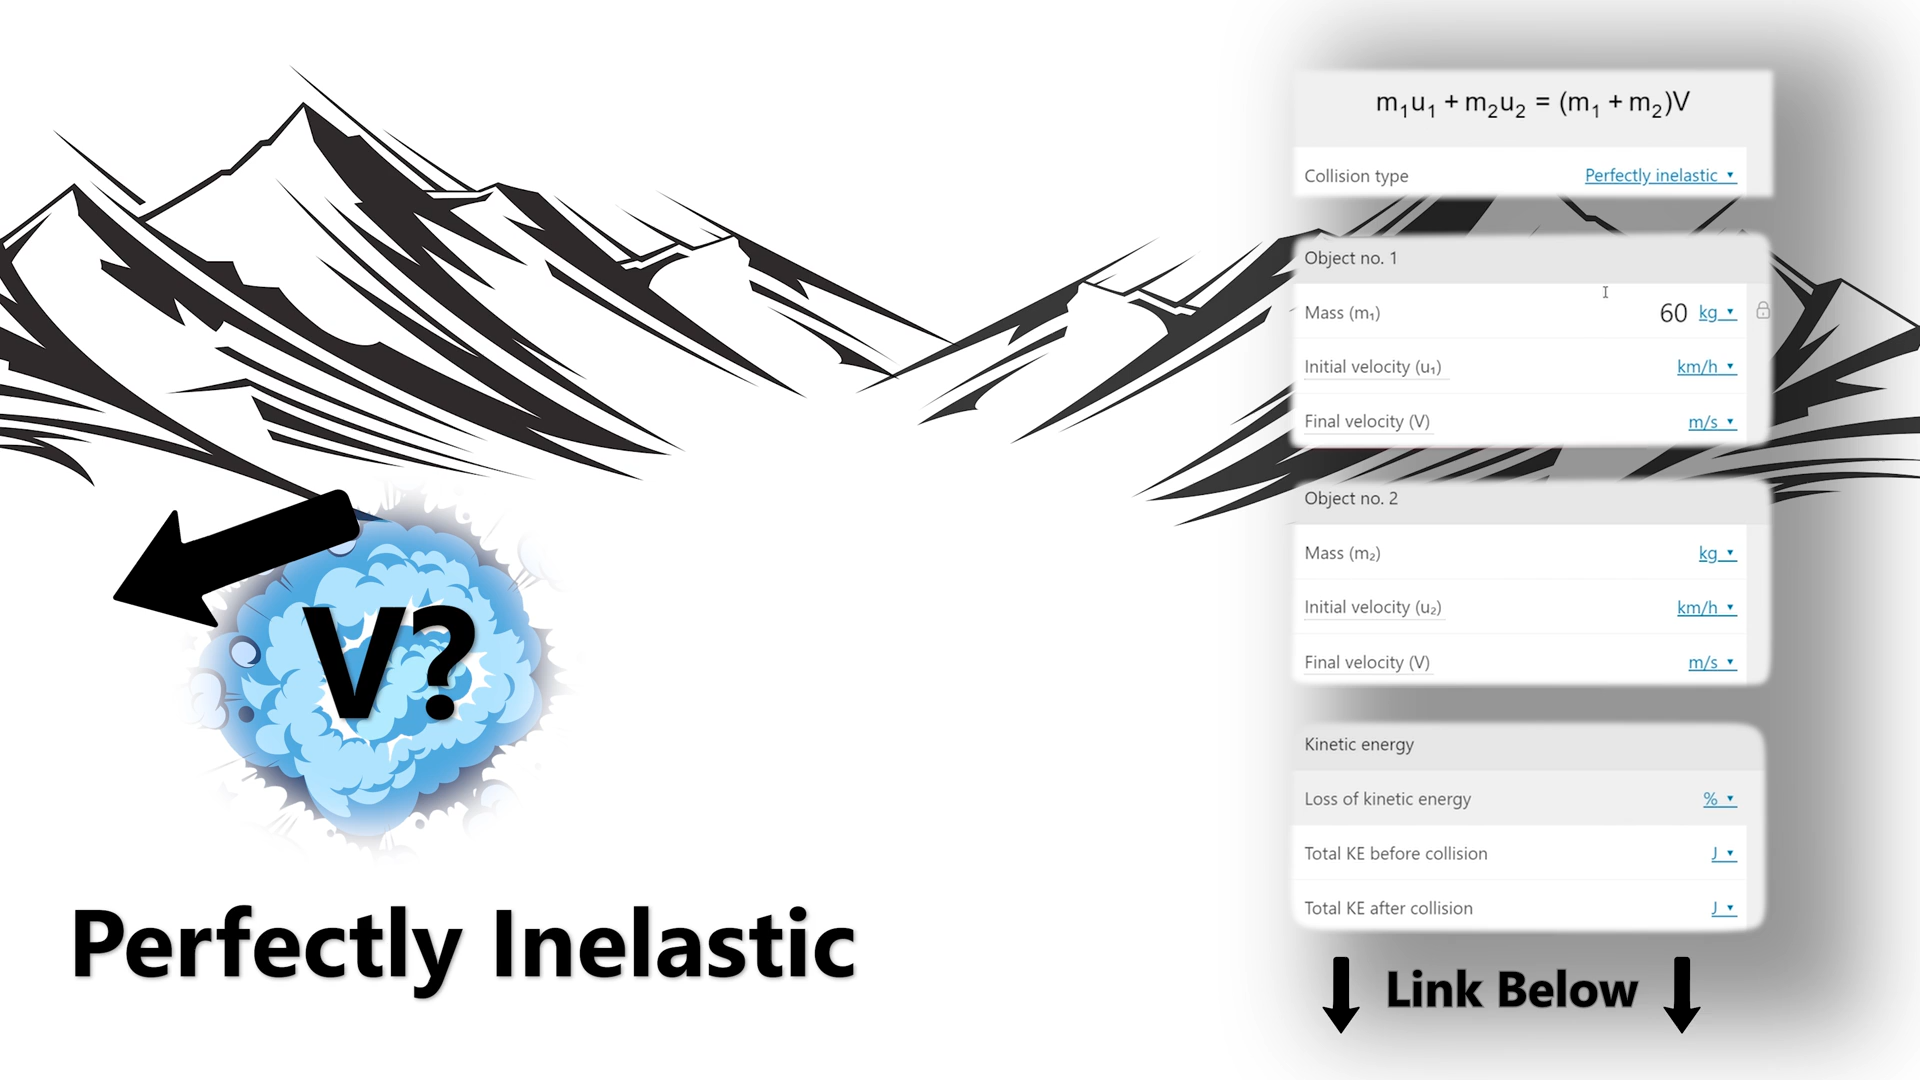 m₁u₁ + m₂u₂ = (m₁ + m₂)V
Collision type Perfectly inelastic
Object no. 1
Mass (m₁) 60 kg
Initial velocity (u₁) km/h
Final velocity (V) m/s
Object no. 2
Mass (m₂) kg
Initial velocity (u₂) km/h
Final velocity (V) m/s
Kinetic energy
Loss of kinetic energy %
Total KE before collision J
Total KE after collision J
Link Below
V?
Perfectly Inelastic